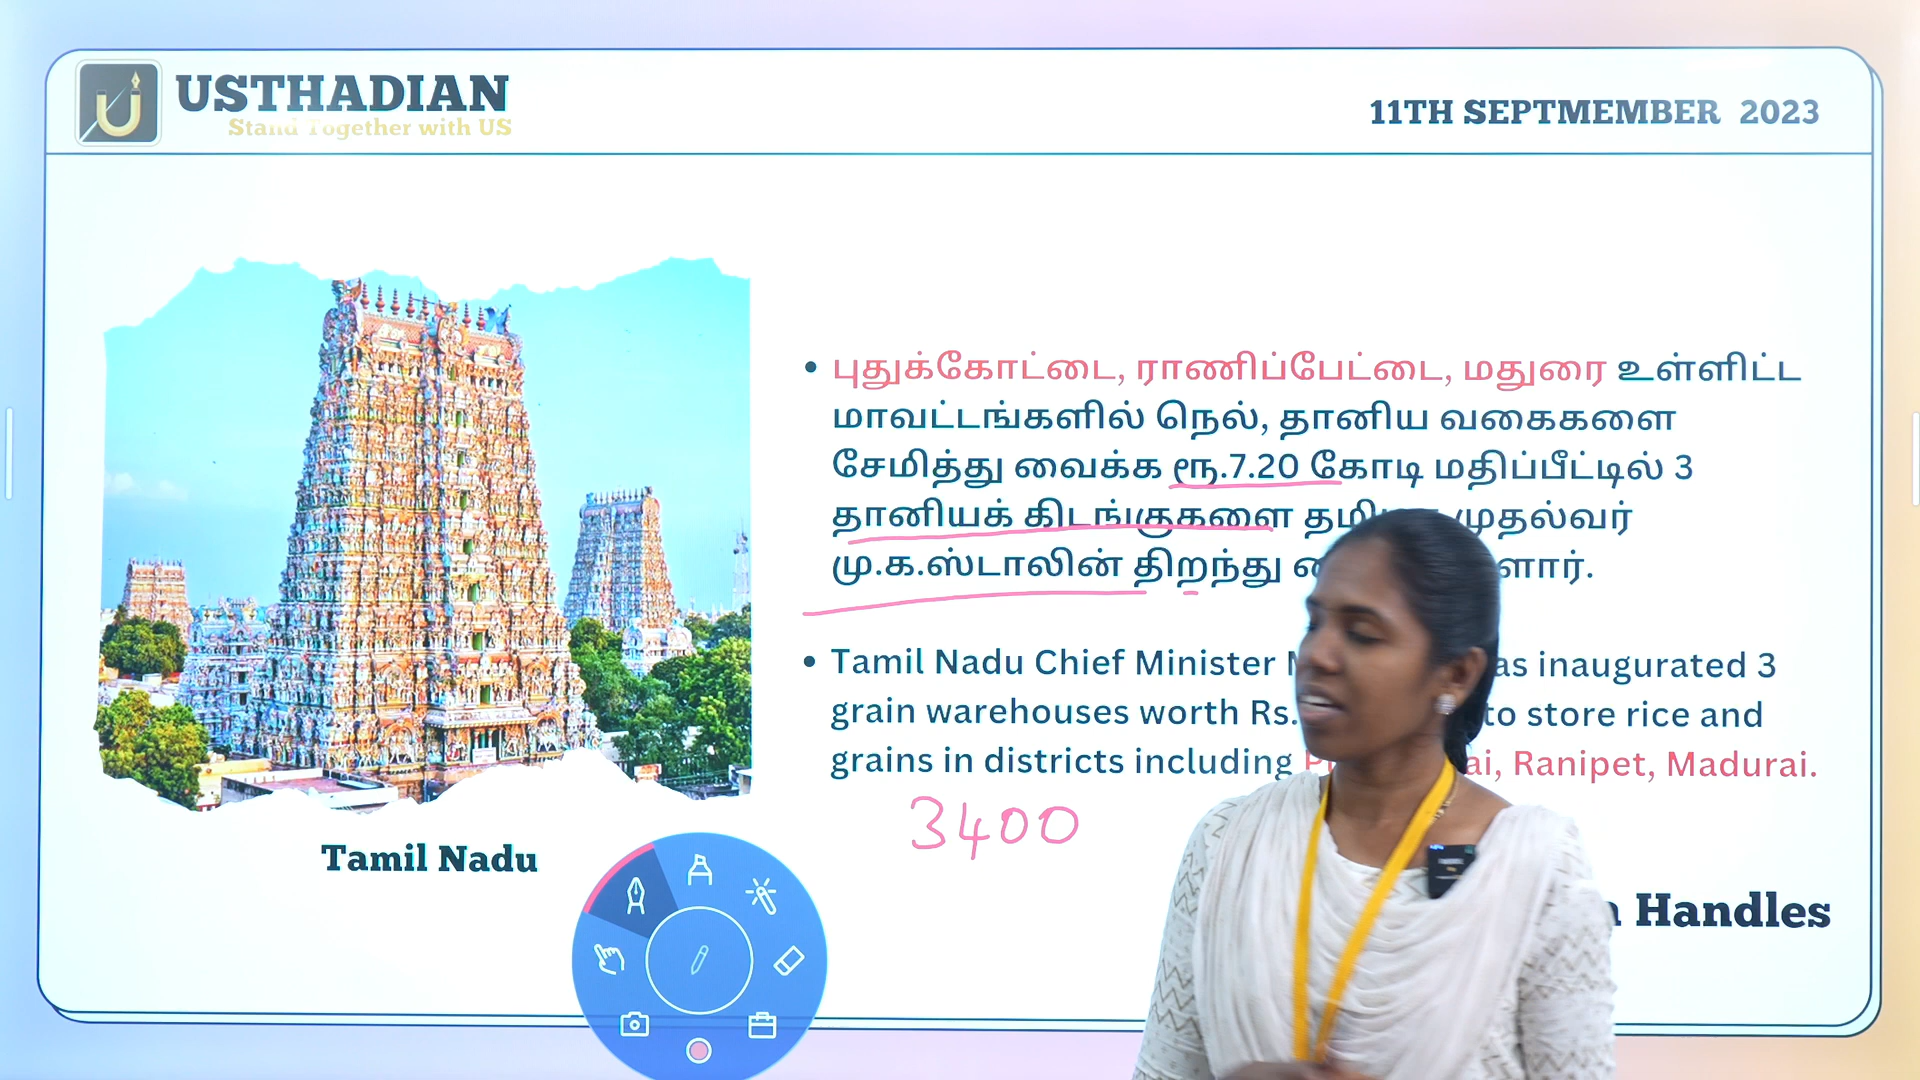 USTHADIAN
Stand Together with US
11TH SEPTMEMBER 2023
• புதுக்கோட்டை, ராணிப்பேட்டை, மதுரை உள்ளிட்ட
மாவட்டங்களில் நெல், தானிய வகைகளை
சேமித்து வைக்க ரூ.7.20 கோடி மதிப்பீட்டில் 3
தானியக் கிடங்குகளை முதல்வர்
மு.க.ஸ்டாலின் திறந்து
• Tamil Nadu Chief Minister inaugurated 3
grain warehouses worth Rs. to store rice and
grains in districts including Ranipet, Madurai.
3400
Tamil Nadu
Handles